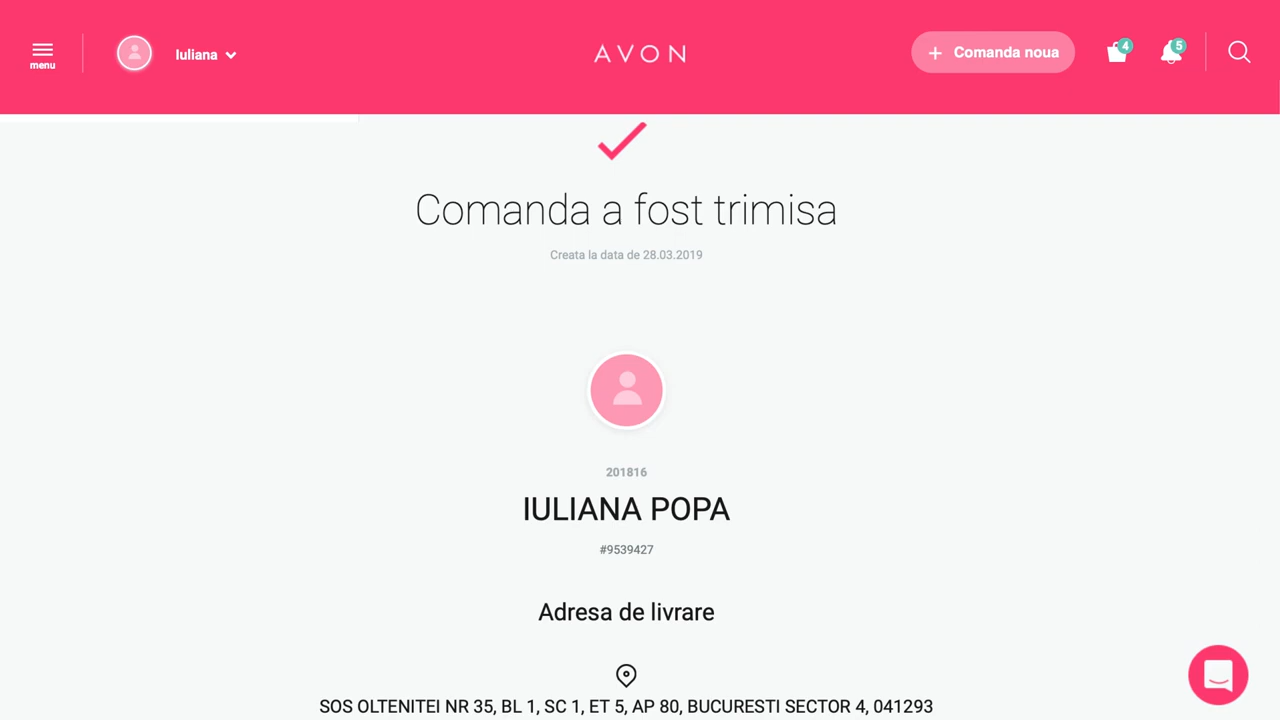 menu
Iuliana
AVON
+ Comanda noua
4
5
Comanda a fost trimisa
Creata la data de 28.03.2019
201816
IULIANA POPA
#9539427
Adresa de livrare
SOS OLTENITEI NR 35, BL 1, SC 1, ET 5, AP 80, BUCURESTI SECTOR 4, 041293